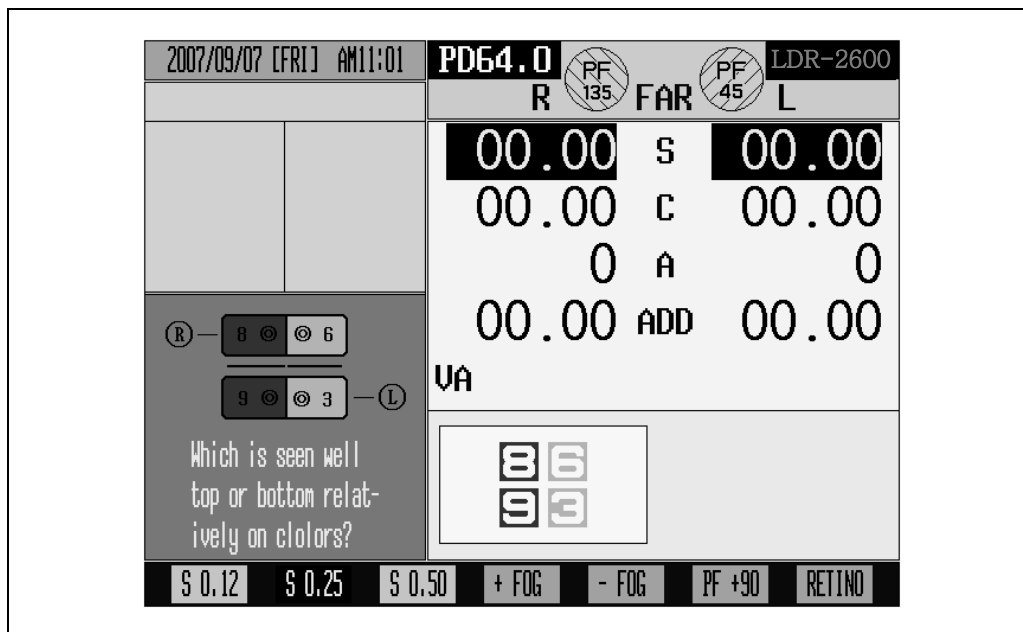 2007/09/07 [FRI] AM11:01
PD64.0 PF 135 PF 45 LDR-2600
R FAR L
00.00 S 00.00
00.00 C 00.00
0 A 0
00.00 ADD 00.00
VA
R 8 6
9 3 L
Which is seen well
top or bottom relat-
ively on clolors?
8 6
9 3
S 0.12 S 0.25 S 0.50 + FOG - FOG PF +90 RETINO